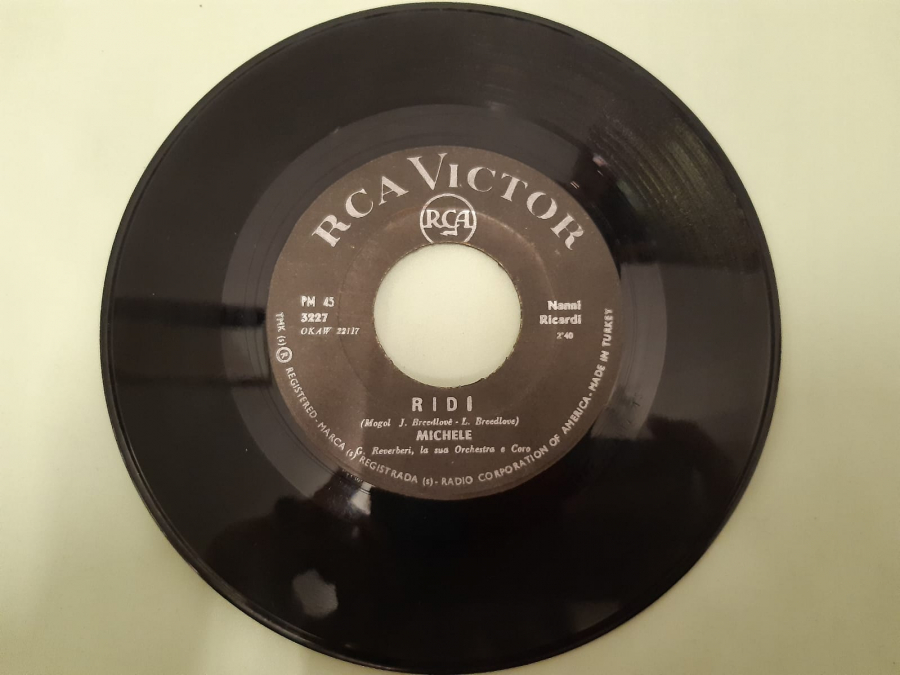 RCA VICTOR
RCA
PM 45
3227
OKAW 22117
Nanni
Ricardi
2'40
RIDİ
(Mogol J. Breedlove - L. Breedlove)
MICHELE
G. Reverberi, la sua Orchestra e Coro
TMK (s) ® REGISTERED - MARCA (s) REGISTRADA (s) - RADIO CORPORATION OF AMERICA - MADE IN TURKEY